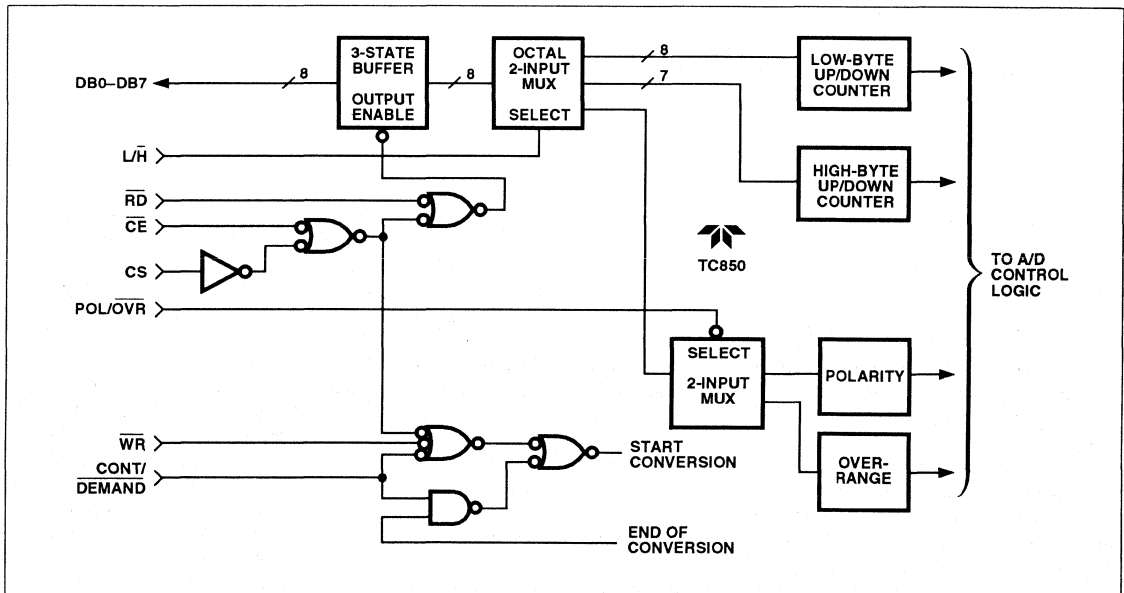 3-STATE
BUFFER
OUTPUT
ENABLE
OCTAL
2-INPUT
MUX
SELECT
8
7
LOW-BYTE
UP/DOWN
COUNTER
DB0–DB7
8
8
L/H̅
R̅D̅
C̅E̅
CS
POL/O̅V̅R̅
HIGH-BYTE
UP/DOWN
COUNTER
TC850
TO A/D
CONTROL
LOGIC
SELECT
2-INPUT
MUX
POLARITY
OVER-
RANGE
W̅R̅
CONT/
D̅E̅M̅A̅N̅D̅
START
CONVERSION
END OF
CONVERSION